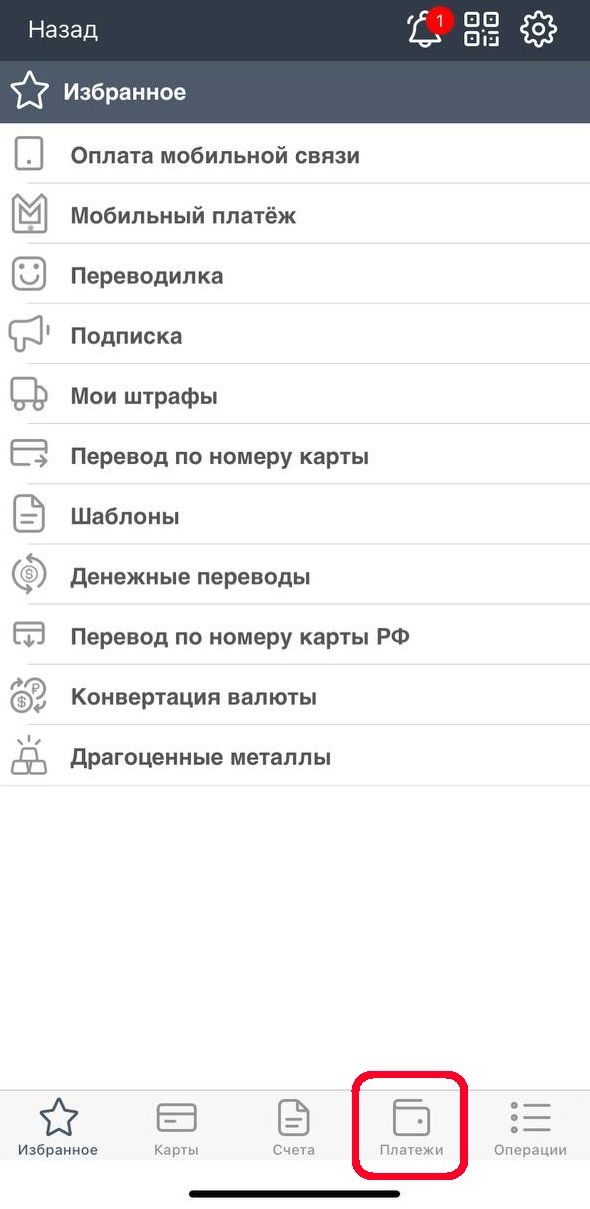 Назад
1
Избранное
Оплата мобильной связи
Мобильный платёж
Переводилка
Подписка
Мои штрафы
Перевод по номеру карты
Шаблоны
Денежные переводы
Перевод по номеру карты РФ
Конвертация валюты
Драгоценные металлы
Избранное Карты Счета Платежи Операции